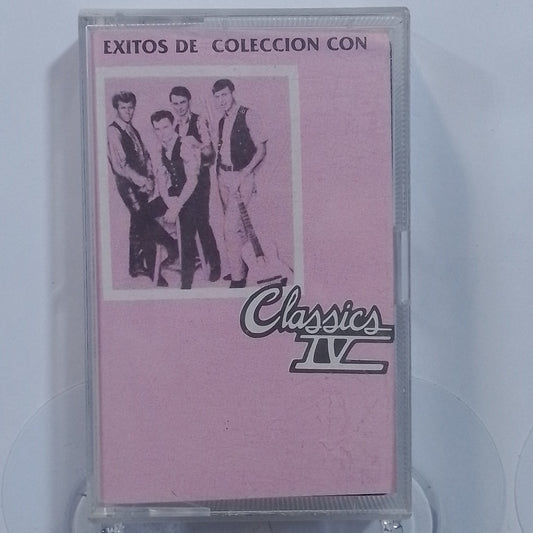 EXITOS DE COLECCION CON
Classics
IV